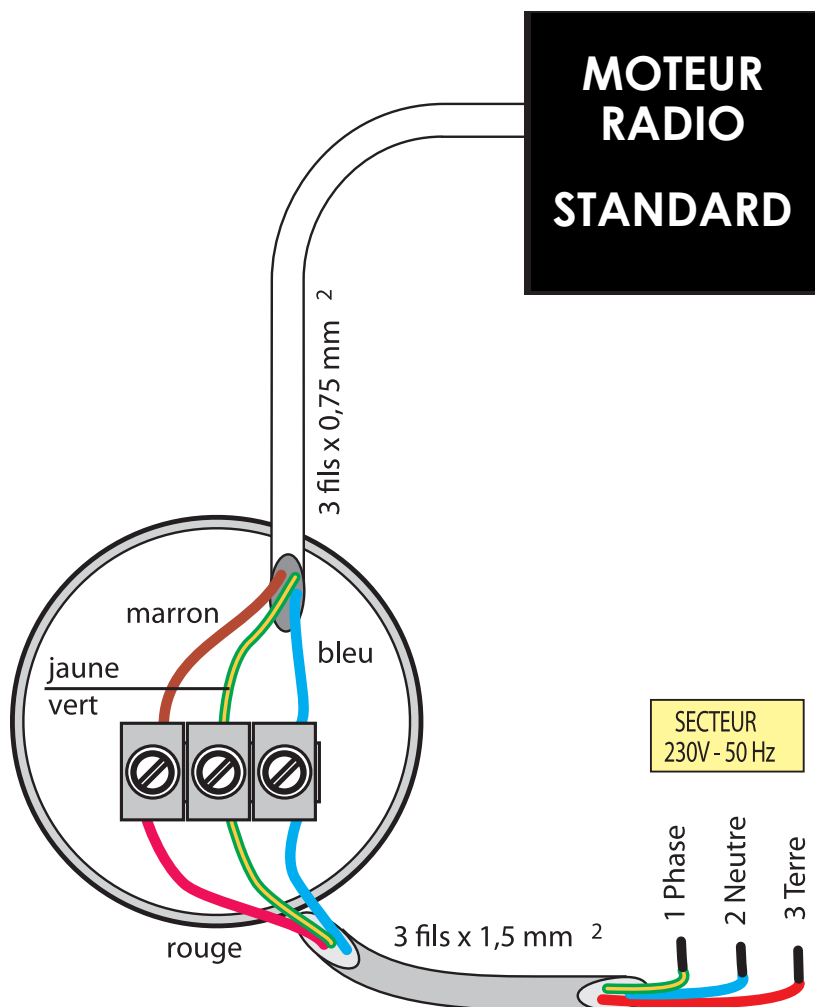 MOTEUR
RADIO
STANDARD
3 fils x 0,75 mm 2
marron
bleu
jaune
vert
SECTEUR
230V - 50 Hz
1 Phase
2 Neutre
3 Terre
rouge
3 fils x 1,5 mm 2